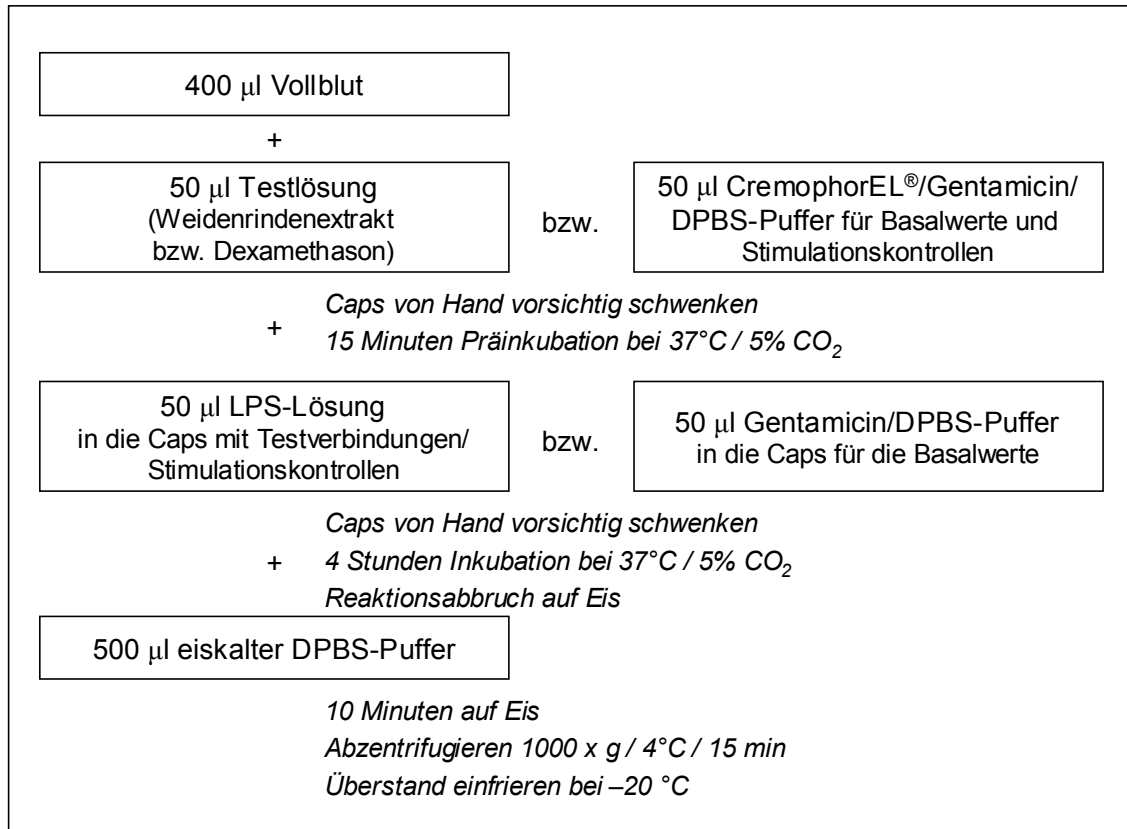 400 μl Vollblut
+
50 μl Testlösung
(Weidenrindenextrakt
bzw. Dexamethason)
bzw.
50 μl CremophorEL®/Gentamicin/
DPBS-Puffer für Basalwerte und
Stimulationskontrollen
Caps von Hand vorsichtig schwenken
+
15 Minuten Präinkubation bei 37°C / 5% CO₂
50 μl LPS-Lösung
in die Caps mit Testverbindungen/
Stimulationskontrollen
bzw.
50 μl Gentamicin/DPBS-Puffer
in die Caps für die Basalwerte
Caps von Hand vorsichtig schwenken
+ 4 Stunden Inkubation bei 37°C / 5% CO₂
Reaktionsabbruch auf Eis
500 μl eiskalter DPBS-Puffer
10 Minuten auf Eis
Abzentrifugieren 1000 x g / 4°C / 15 min
Überstand einfrieren bei –20 °C